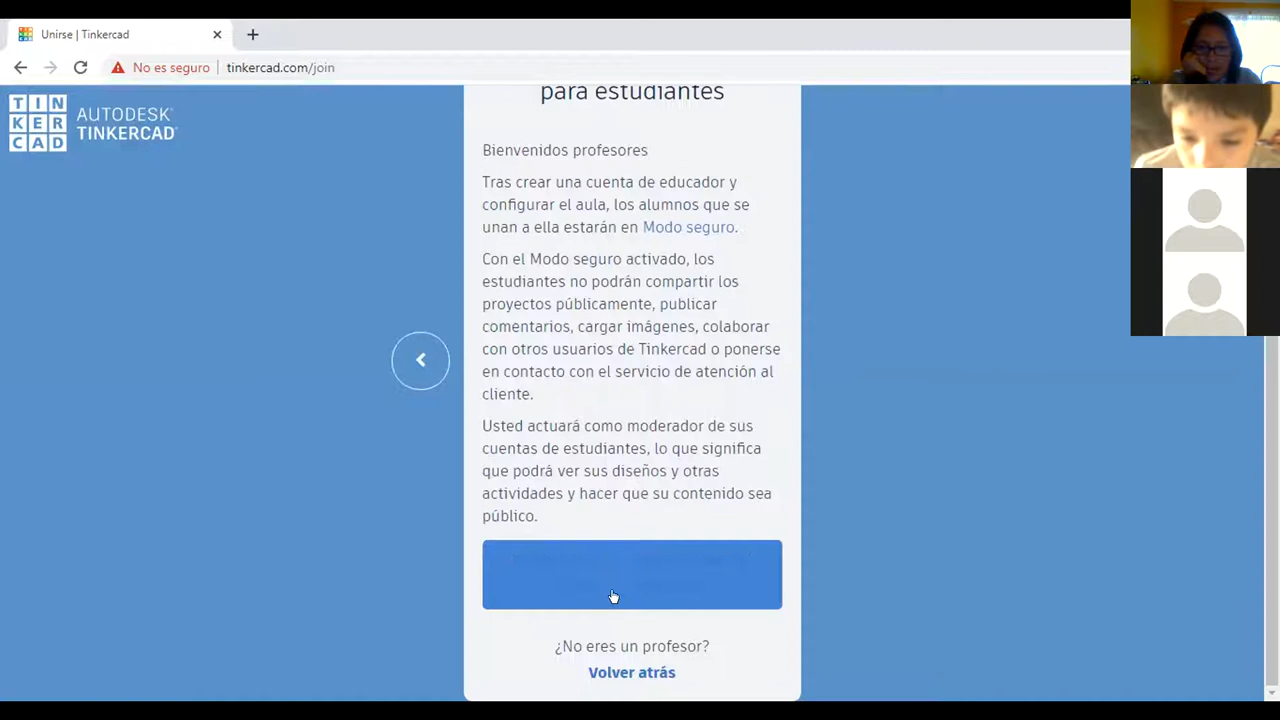 Unirse | Tinkercad
No es seguro
tinkercad.com/join
TIN
KER
CAD
AUTODESK
TINKERCAD
para estudiantes
Bienvenidos profesores
Tras crear una cuenta de educador y
configurar el aula, los alumnos que se
unan a ella estarán en Modo seguro.
Con el Modo seguro activado, los
estudiantes no podrán compartir los
proyectos públicamente, publicar
comentarios, cargar imágenes, colaborar
con otros usuarios de Tinkercad o ponerse
en contacto con el servicio de atención al
cliente.
Usted actuará como moderador de sus
cuentas de estudiantes, lo que significa
que podrá ver sus diseños y otras
actividades y hacer que su contenido sea
público.
¿No eres un profesor?
Volver atrás